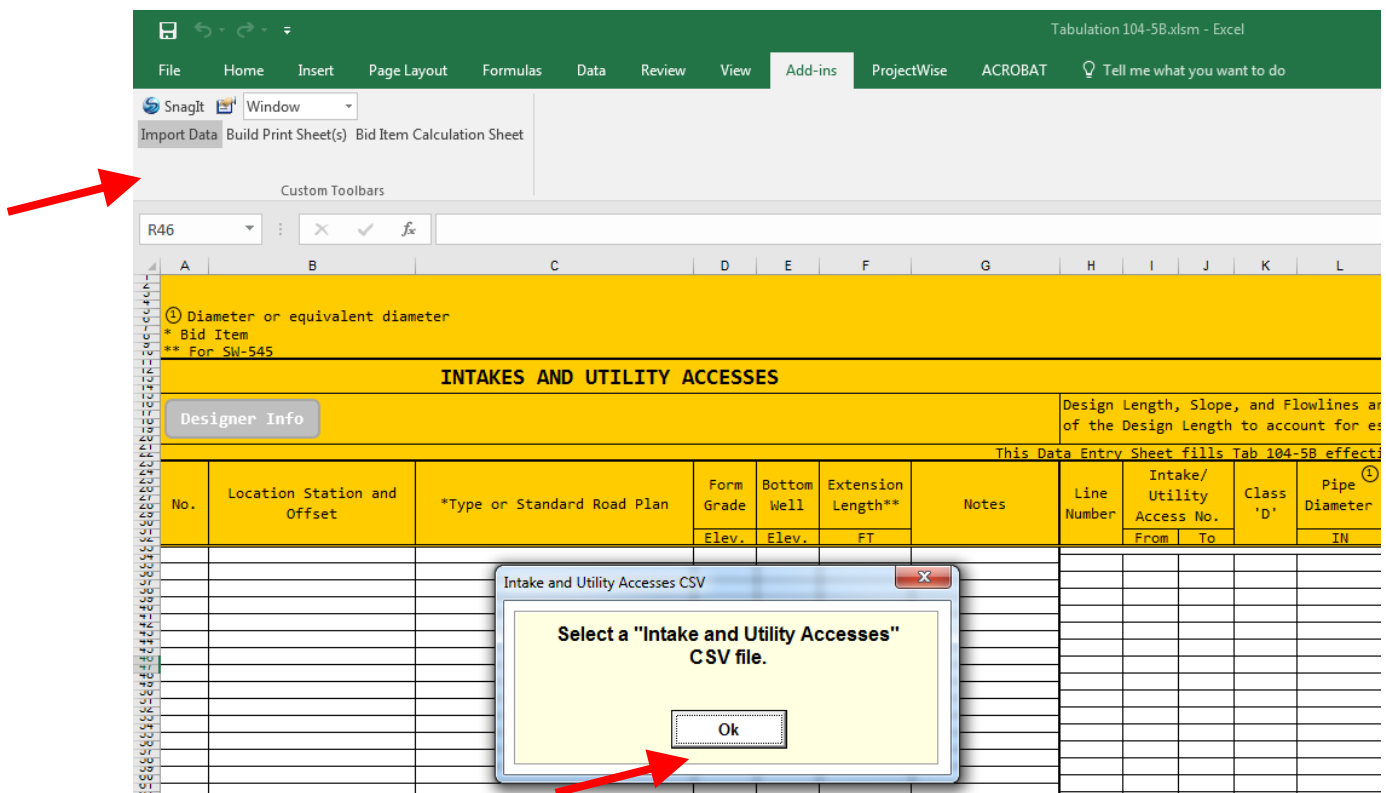 Tabulation 104-5B.xlsm - Excel
File Home Insert Page Layout Formulas Data Review View Add-ins ProjectWise ACROBAT Tell me what you want to do
SnagIt Window
Import Data Build Print Sheet(s) Bid Item Calculation Sheet
Custom Toolbars
R46 fx
A B C D E F G H I J K L
① Diameter or equivalent diameter
* Bid Item
** For SW-545
INTAKES AND UTILITY ACCESSES
Designer Info
Design Length, Slope, and Flowlines
of the Design Length to account for
This Data Entry Sheet fills Tab 104-5B
No.
Location Station and
Offset
*Type or Standard Road Plan
Form
Grade
Elev.
Bottom
Well
Elev.
Extension
Length**
FT
Notes
Line
Number
Intake/
Utility
Access No.
From To
Class
'D'
Pipe ①
Diameter
IN
Intake and Utility Accesses CSV
Select a "Intake and Utility Accesses"
CSV file.
Ok